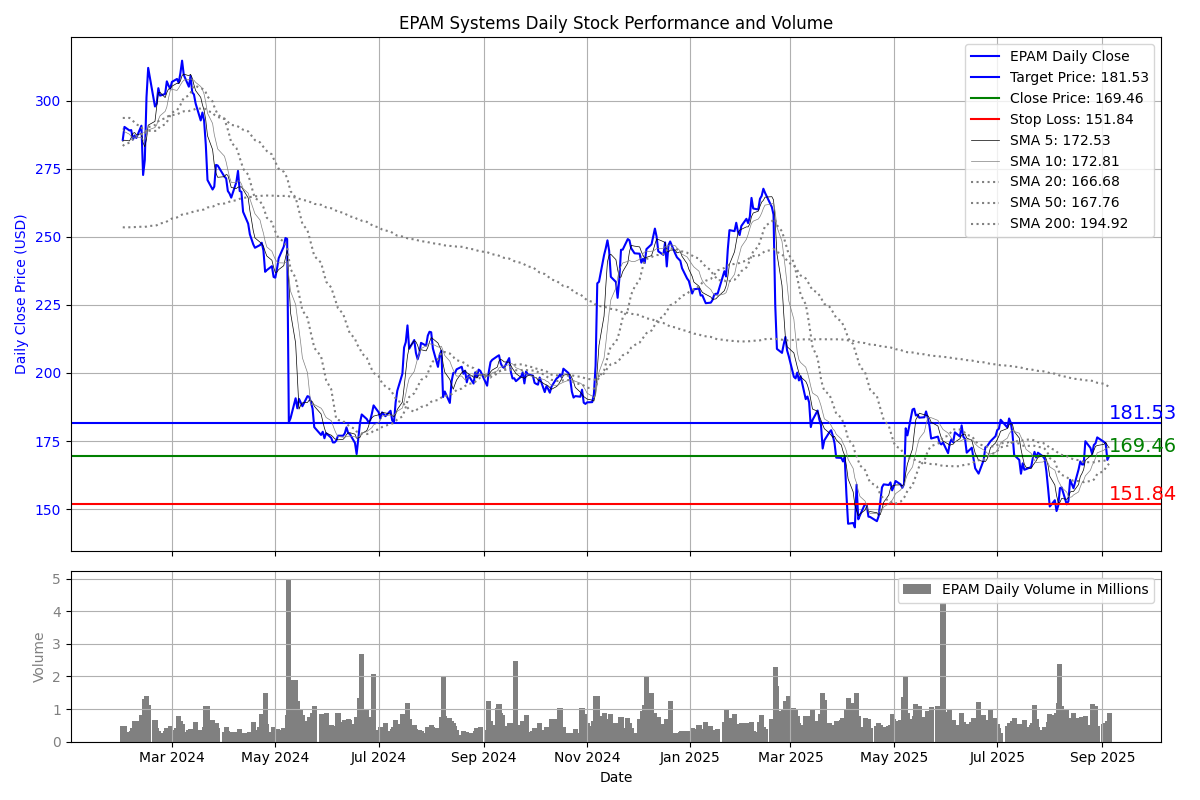 EPAM Systems Daily Stock Performance and Volume
EPAM Daily Close
Target Price: 181.53
Close Price: 169.46
Stop Loss: 151.84
SMA 5: 172.53
SMA 10: 172.81
SMA 20: 166.68
SMA 50: 167.76
SMA 200: 194.92
Daily Close Price (USD)
300
275
250
225
200
175
150
181.53
169.46
151.84
EPAM Daily Volume in Millions
Volume
5
4
3
2
1
0
Mar 2024 May 2024 Jul 2024 Sep 2024 Nov 2024 Jan 2025 Mar 2025 May 2025 Jul 2025 Sep 2025
Date